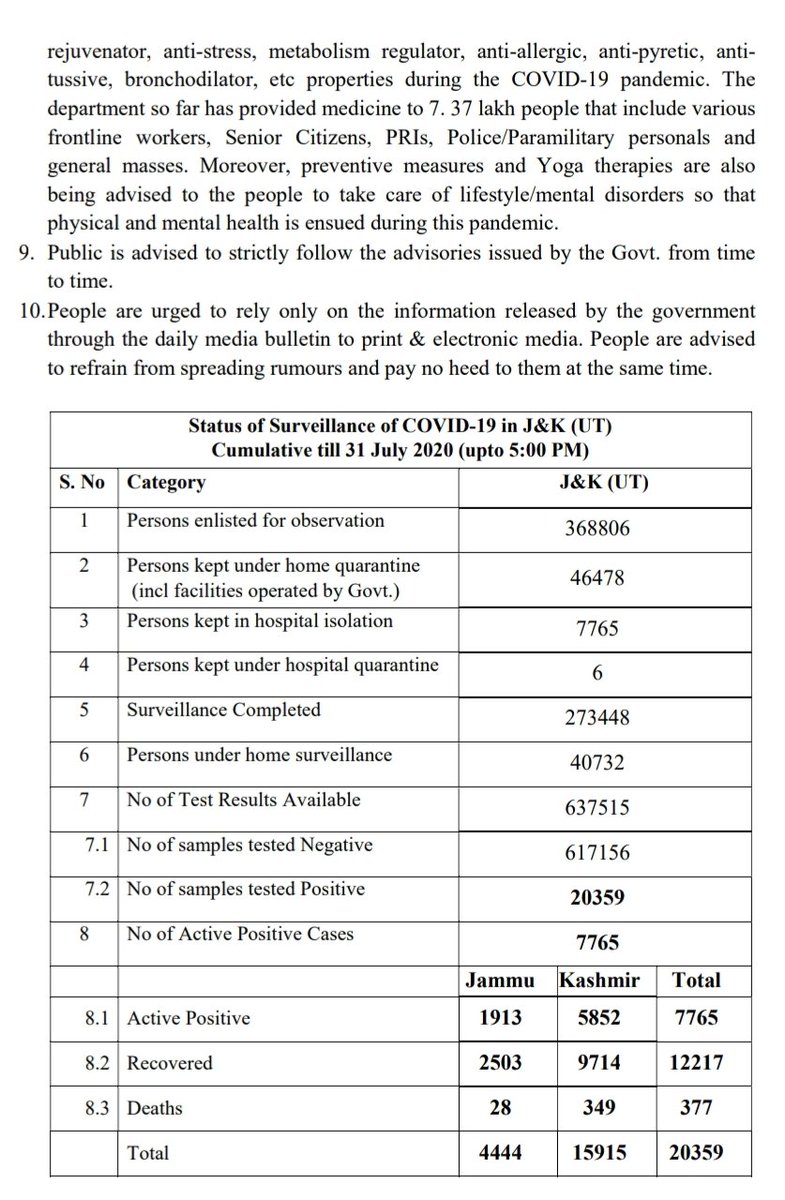 rejuvenator, anti-stress, metabolism regulator, anti-allergic, anti-pyretic, anti-
tussive, bronchodilator, etc properties during the COVID-19 pandemic. The
department so far has provided medicine to 7. 37 lakh people that include various
frontline workers, Senior Citizens, PRIs, Police/Paramilitary personals and
general masses. Moreover, preventive measures and Yoga therapies are also
being advised to the people to take care of lifestyle/mental disorders so that
physical and mental health is ensued during this pandemic.
9. Public is advised to strictly follow the advisories issued by the Govt. from time
to time.
10.People are urged to rely only on the information released by the government
through the daily media bulletin to print & electronic media. People are advised
to refrain from spreading rumours and pay no heed to them at the same time.
Status of Surveillance of COVID-19 in J&K (UT)
Cumulative till 31 July 2020 (upto 5:00 PM)
S. No Category J&K (UT)
1 Persons enlisted for observation 368806
2 Persons kept under home quarantine
(incl facilities operated by Govt.) 46478
3 Persons kept in hospital isolation 7765
4 Persons kept under hospital quarantine 6
5 Surveillance Completed 273448
6 Persons under home surveillance 40732
7 No of Test Results Available 637515
7.1 No of samples tested Negative 617156
7.2 No of samples tested Positive 20359
8 No of Active Positive Cases 7765
Jammu Kashmir Total
8.1 Active Positive 1913 5852 7765
8.2 Recovered 2503 9714 12217
8.3 Deaths 28 349 377
Total 4444 15915 20359